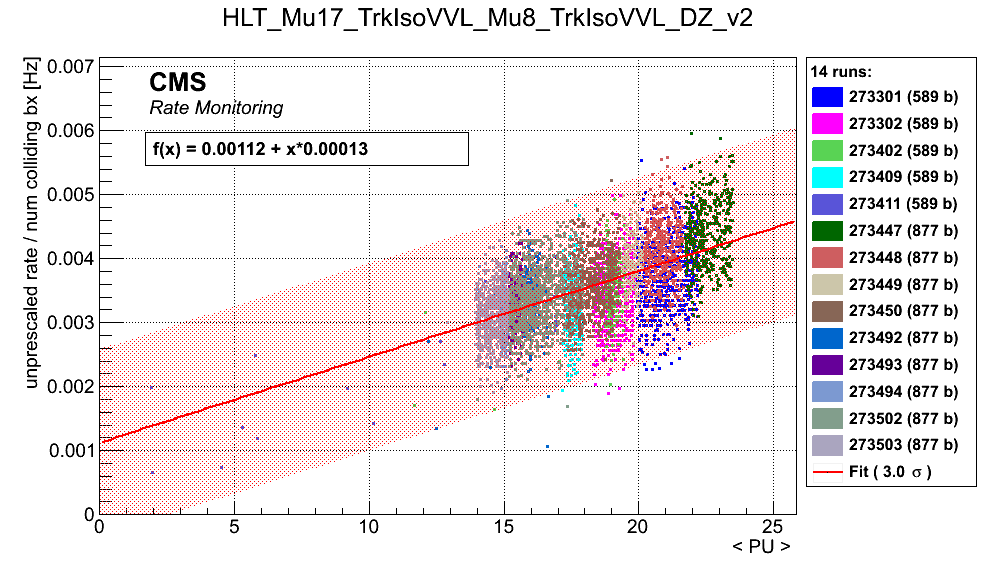 HLT_Mu17_TrkIsoVVL_Mu8_TrkIsoVVL_DZ_v2
unprescaled rate / num colliding bx [Hz]
0.007
0.006
0.005
0.004
0.003
0.002
0.001
0
CMS
Rate Monitoring
f(x) = 0.00112 + x*0.00013
0 5 10 15 20 25
< PU >
14 runs:
273301 (589 b)
273302 (589 b)
273402 (589 b)
273409 (589 b)
273411 (589 b)
273447 (877 b)
273448 (877 b)
273449 (877 b)
273450 (877 b)
273492 (877 b)
273493 (877 b)
273494 (877 b)
273502 (877 b)
273503 (877 b)
Fit ( 3.0 σ )